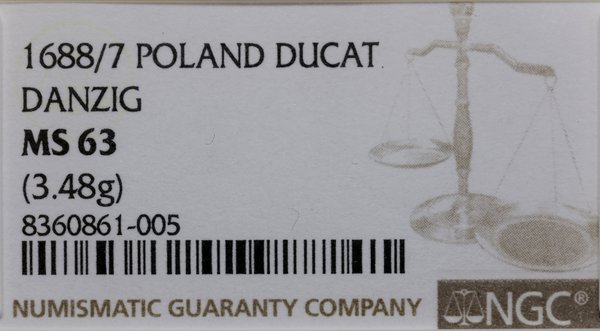 1688/7 POLAND DUCAT
DANZIG
MS 63
(3.48g)
8360861-005
NUMISMATIC GUARANTY COMPANY
NGC®